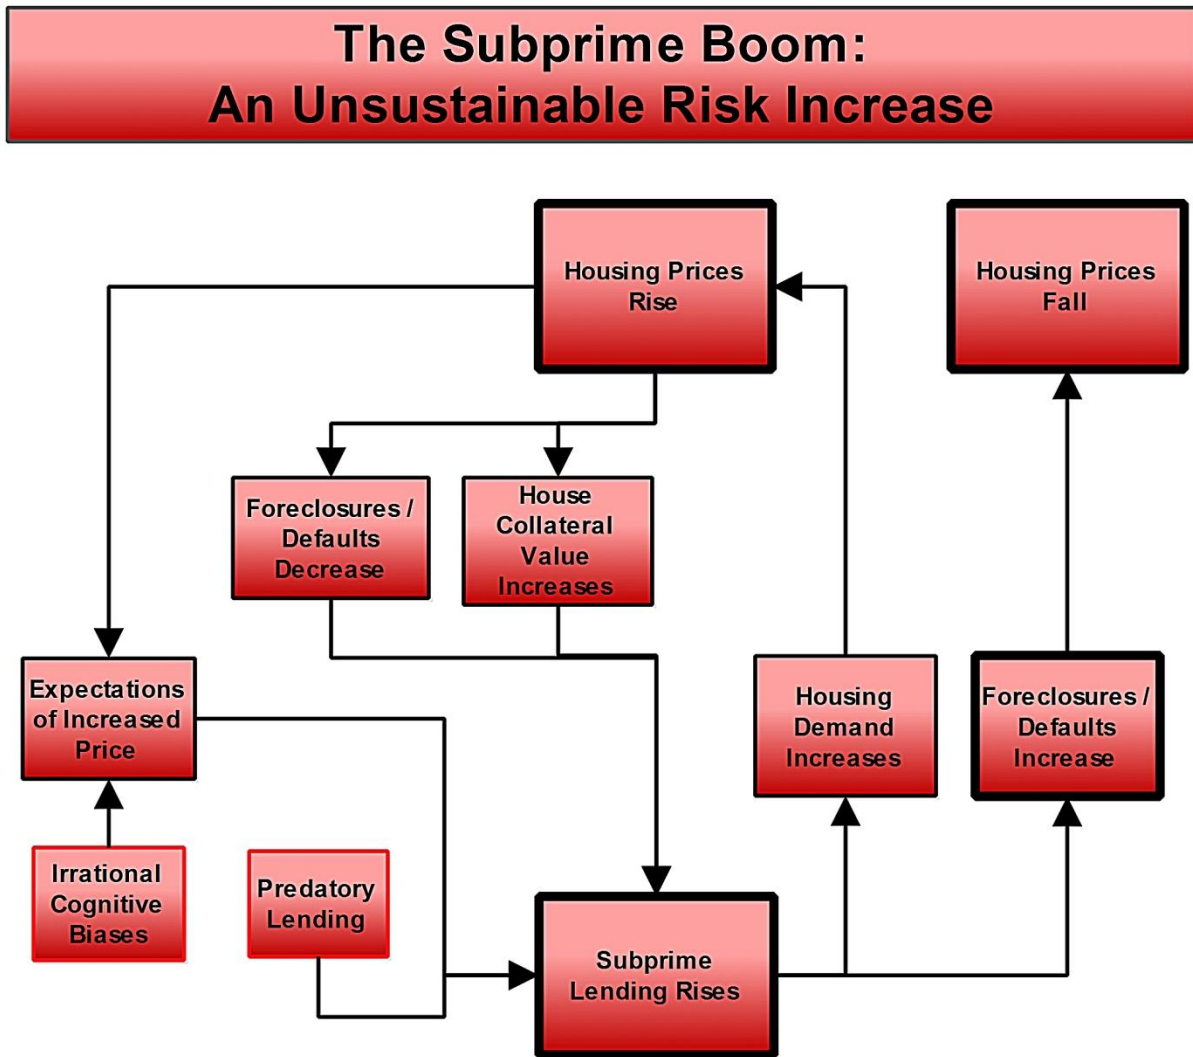 The Subprime Boom:
An Unsustainable Risk Increase
Housing Prices
Rise
Housing Prices
Fall
Foreclosures /
Defaults
Decrease
House
Collateral
Value
Increases
Expectations
of Increased
Price
Housing
Demand
Increases
Foreclosures /
Defaults
Increase
Irrational
Cognitive
Biases
Predatory
Lending
Subprime
Lending Rises